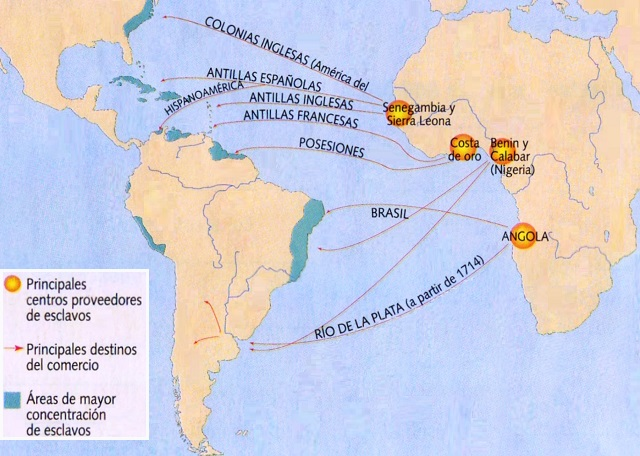 COLONIAS INGLESAS (América del
ANTILLAS ESPAÑOLAS
HISPANOAMÉRICA
ANTILLAS INGLESAS
ANTILLAS FRANCESAS
POSESIONES
Senegambia y
Sierra Leona
Costa
de oro
Benin y
Calabar
(Nigeria)
BRASIL
ANGOLA
RÍO DE LA PLATA (a partir de 1714)
Principales
centros proveedores
de esclavos
Principales destinos
del comercio
Áreas de mayor
concentración
de esclavos